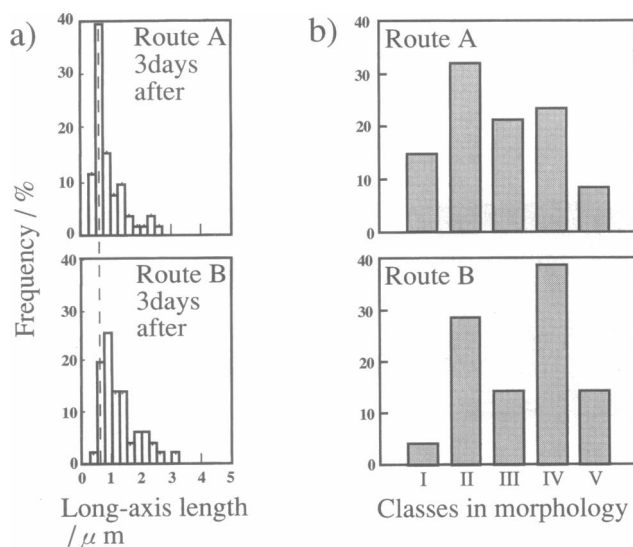 a)
Route A
3days
after
40
30
20
10
0
Route B
3days
after
40
30
20
10
0
0 1 2 3 4 5
Frequency / %
Long-axis length
/ μ m
b)
Route A
40
30
20
10
0
Route B
40
30
20
10
0
I II III IV V
Classes in morphology